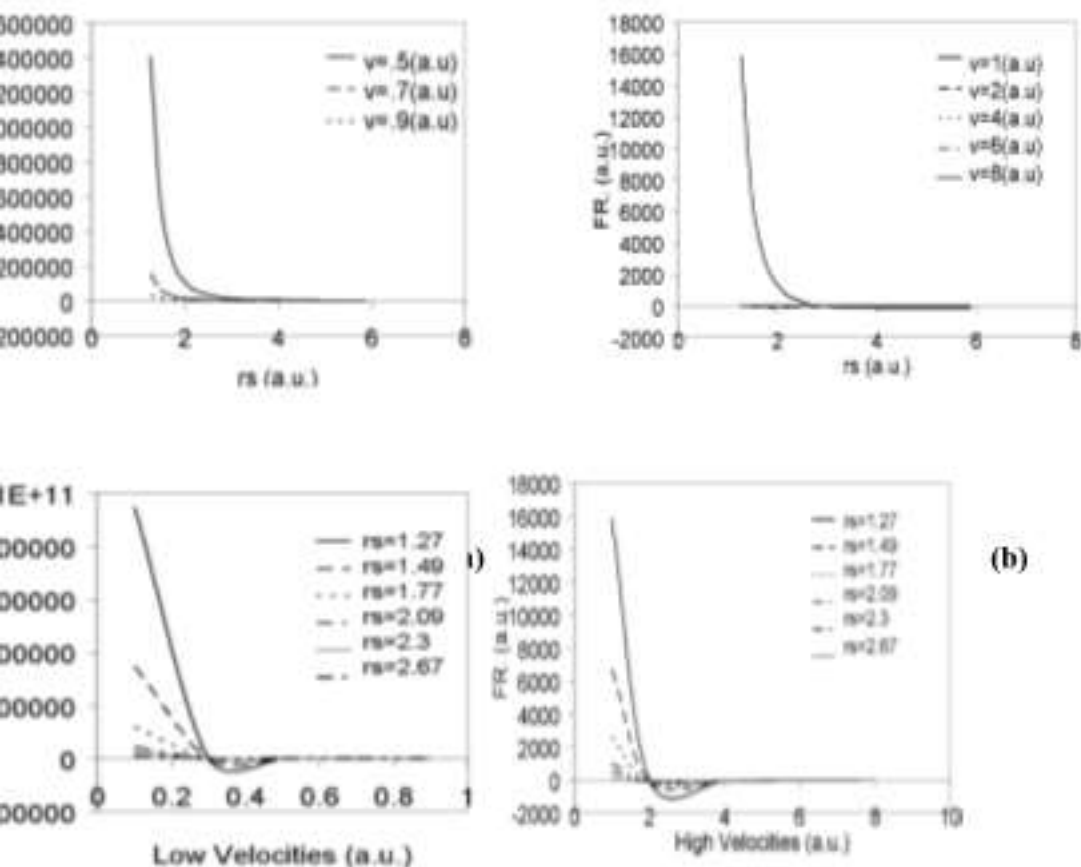 600000
400000
200000
000000
800000
600000
400000
200000
0
200000
0 2 4 6 8
rs (a.u.)
v=.5(a.u)
v=.7(a.u)
v=.9(a.u)
18000
16000
14000
12000
10000
8000
6000
4000
2000
0
-2000
FR. (a.u.)
0 2 4 6 8
rs (a.u.)
v=1(a.u)
v=2(a.u)
v=4(a.u)
v=6(a.u)
v=8(a.u)
1E+11
00000
00000
00000
00000
0
00000
0 0.2 0.4 0.6 0.8 1
Low Velocities (a.u.)
rs=1.27
rs=1.49
rs=1.77
rs=2.09
rs=2.3
rs=2.67
)
18000
16000
14000
12000
10000
8000
6000
4000
2000
0
-2000
FR. (a.u.)
0 2 4 6 8 10
High Velocities (a.u.)
rs=1.27
rs=1.49
rs=1.77
rs=2.09
rs=2.3
rs=2.67
(b)